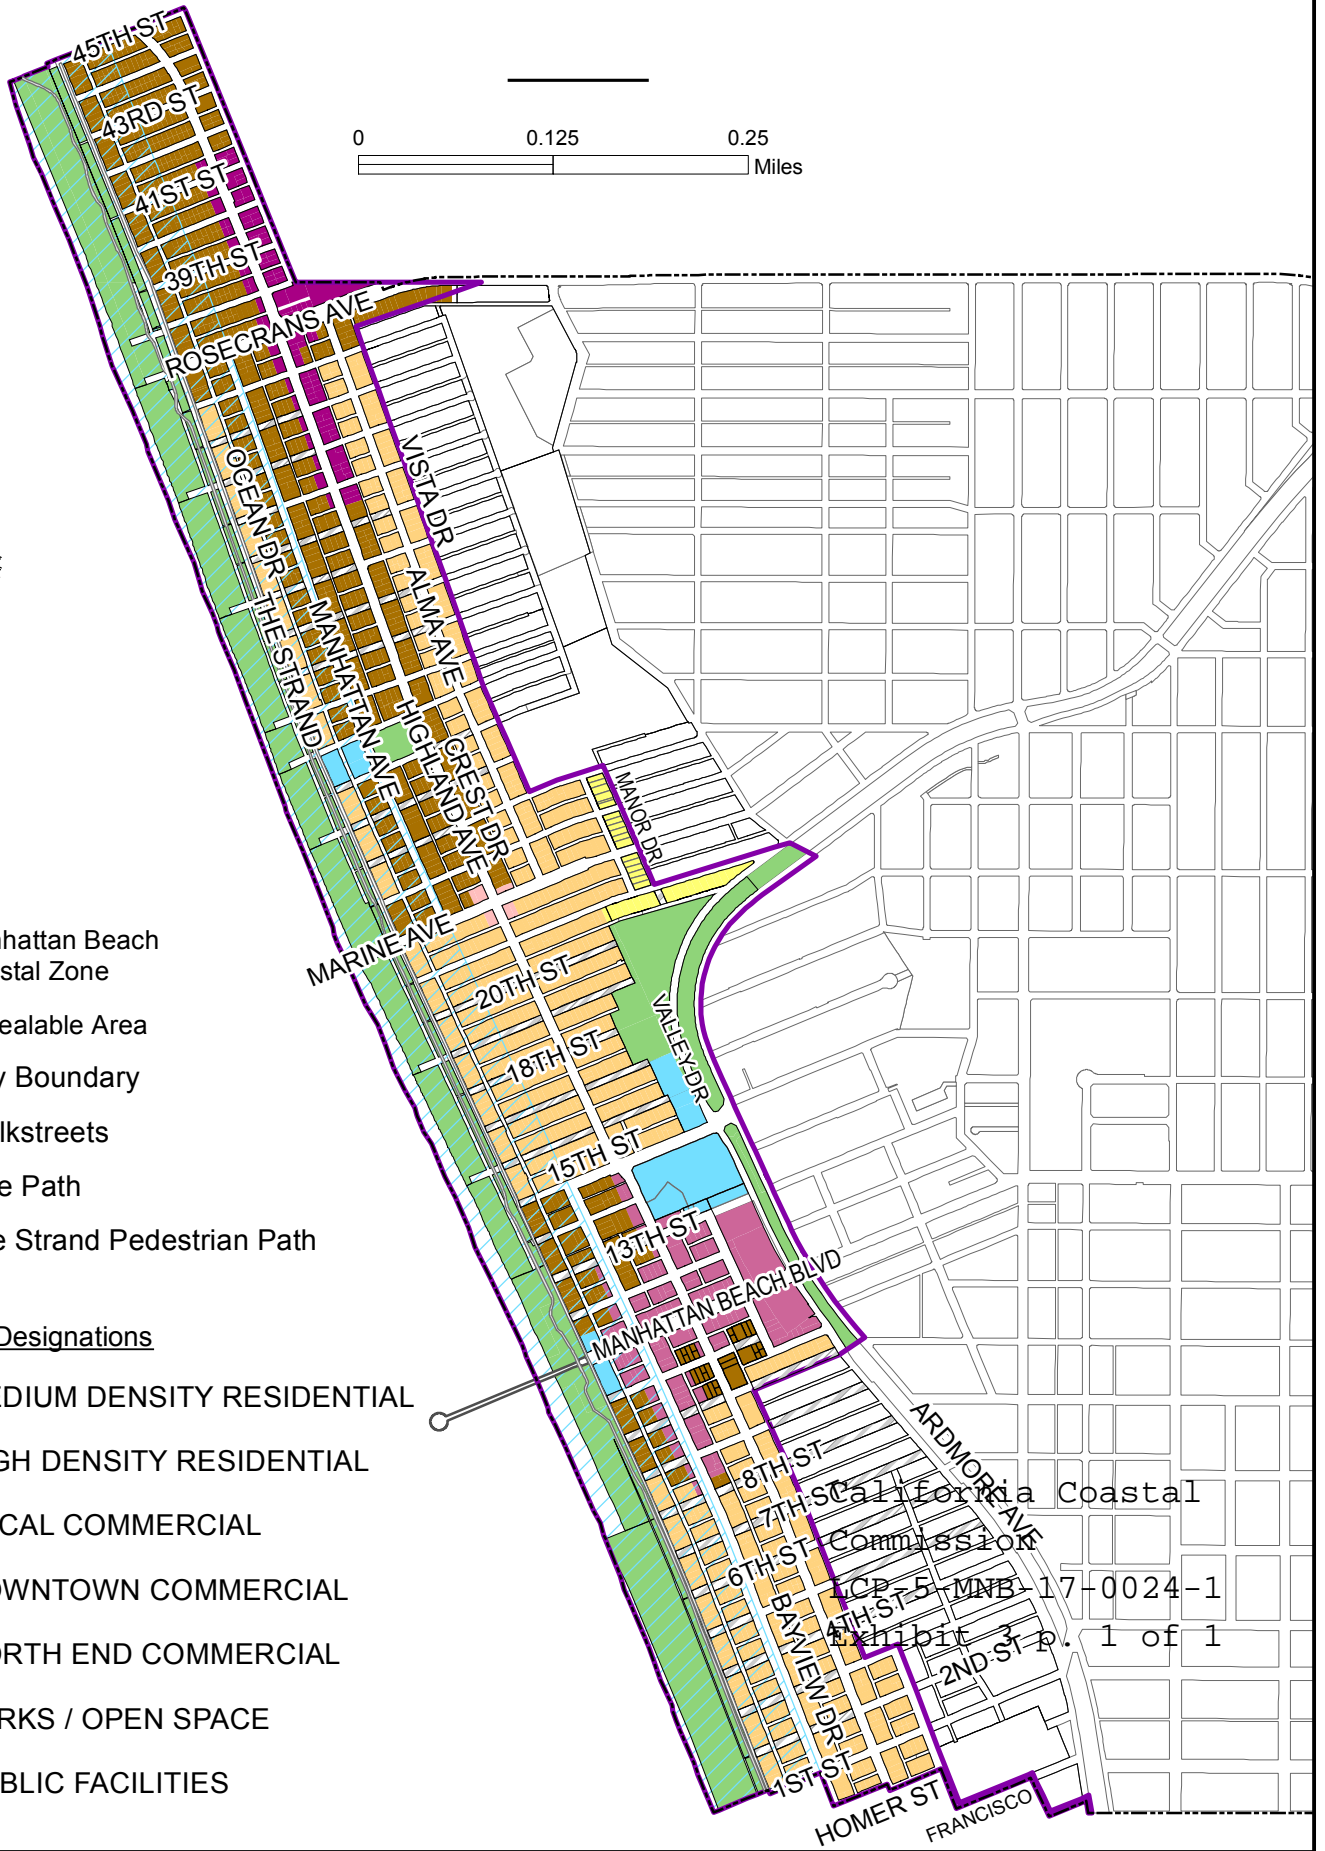 45TH ST
43RD ST
41ST ST
39TH ST
ROSECRANS AVE
0 0.125 0.25
Miles
VISTA DR
OCEAN DR
THE STRAND
MANHATTAN AVE
ALMA AVE
HIGHLAND AVE
CREST DR
MANOR DR
MARINE AVE
20TH ST
18TH ST
VALLEY DR
15TH ST
13TH ST
MANHATTAN BEACH BLVD
nhattan Beach
stal Zone
ealable Area
y Boundary
lkstreets
e Path
e Strand Pedestrian Path
Designations
EDIUM DENSITY RESIDENTIAL
GH DENSITY RESIDENTIAL
CAL COMMERCIAL
OWNTOWN COMMERCIAL
ORTH END COMMERCIAL
RKS / OPEN SPACE
BLIC FACILITIES
ARDMORE AVE
8TH ST
7TH ST
6TH ST
4TH ST
2ND ST
BAYVIEW DR
1ST ST
HOMER ST
FRANCISCO
California Coastal
Commission
LCP-5-MNB-17-0024-1
Exhibit 3 p. 1 of 1